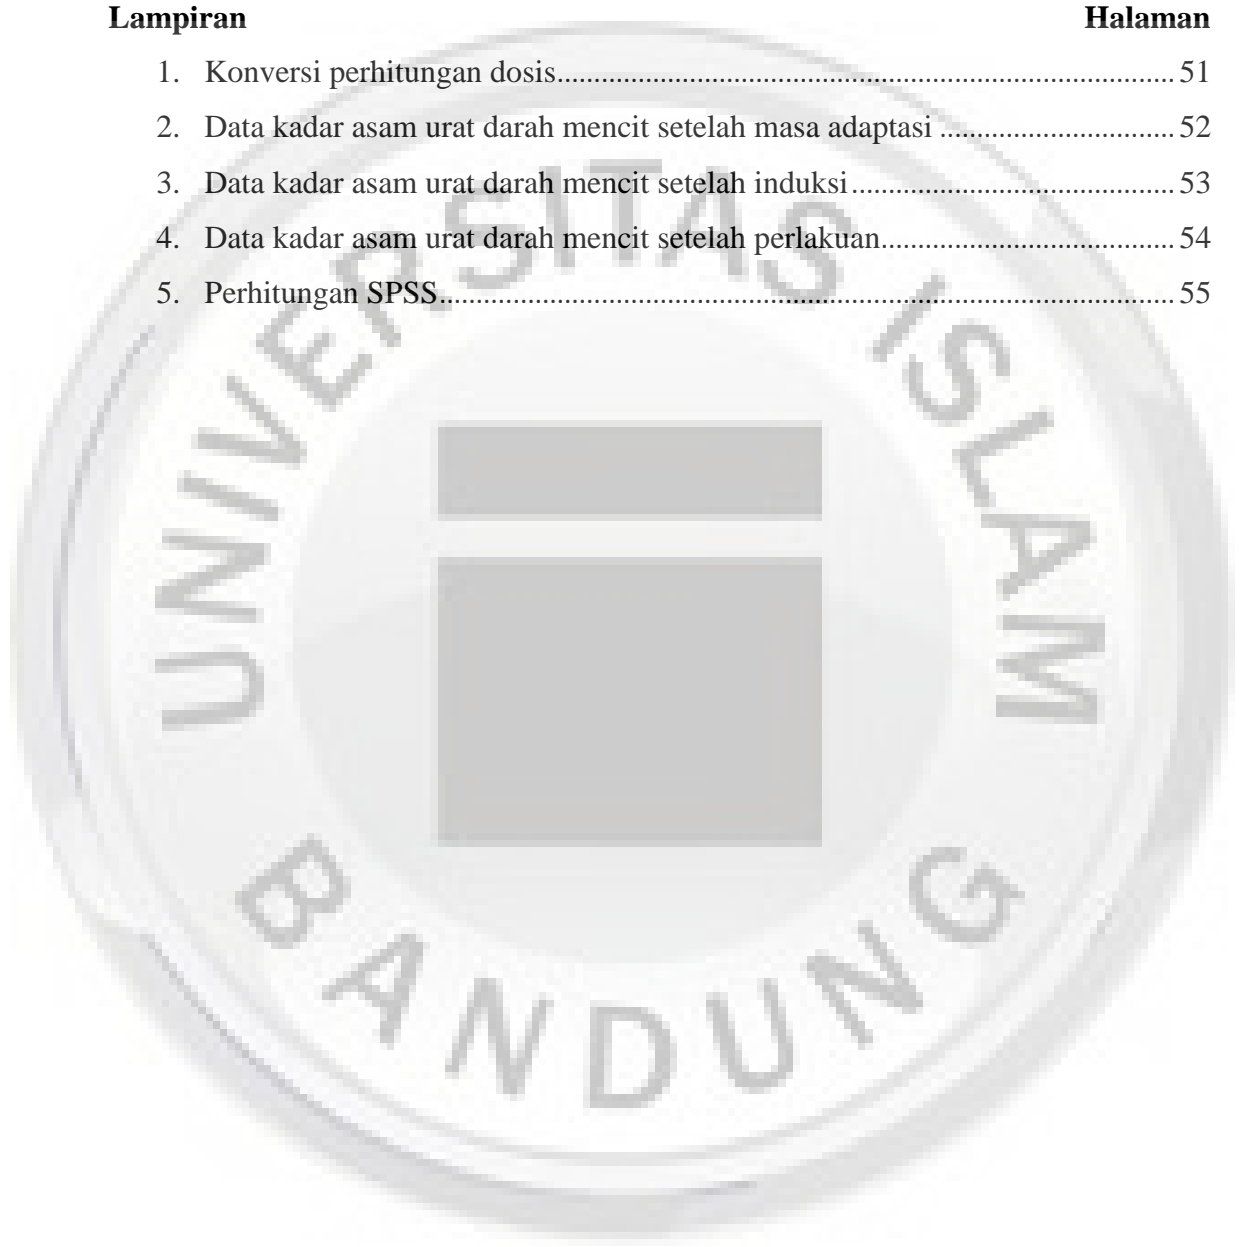 Lampiran Halaman
1. Konversi perhitungan dosis........................................................................... 51
2. Data kadar asam urat darah mencit setelah masa adaptasi ............................. 52
3. Data kadar asam urat darah mencit setelah induksi........................................ 53
4. Data kadar asam urat darah mencit setelah perlakuan.................................... 54
5. Perhitungan SPSS........................................................................................... 55
UNIVERSITAS ISLAM
BANDUNG